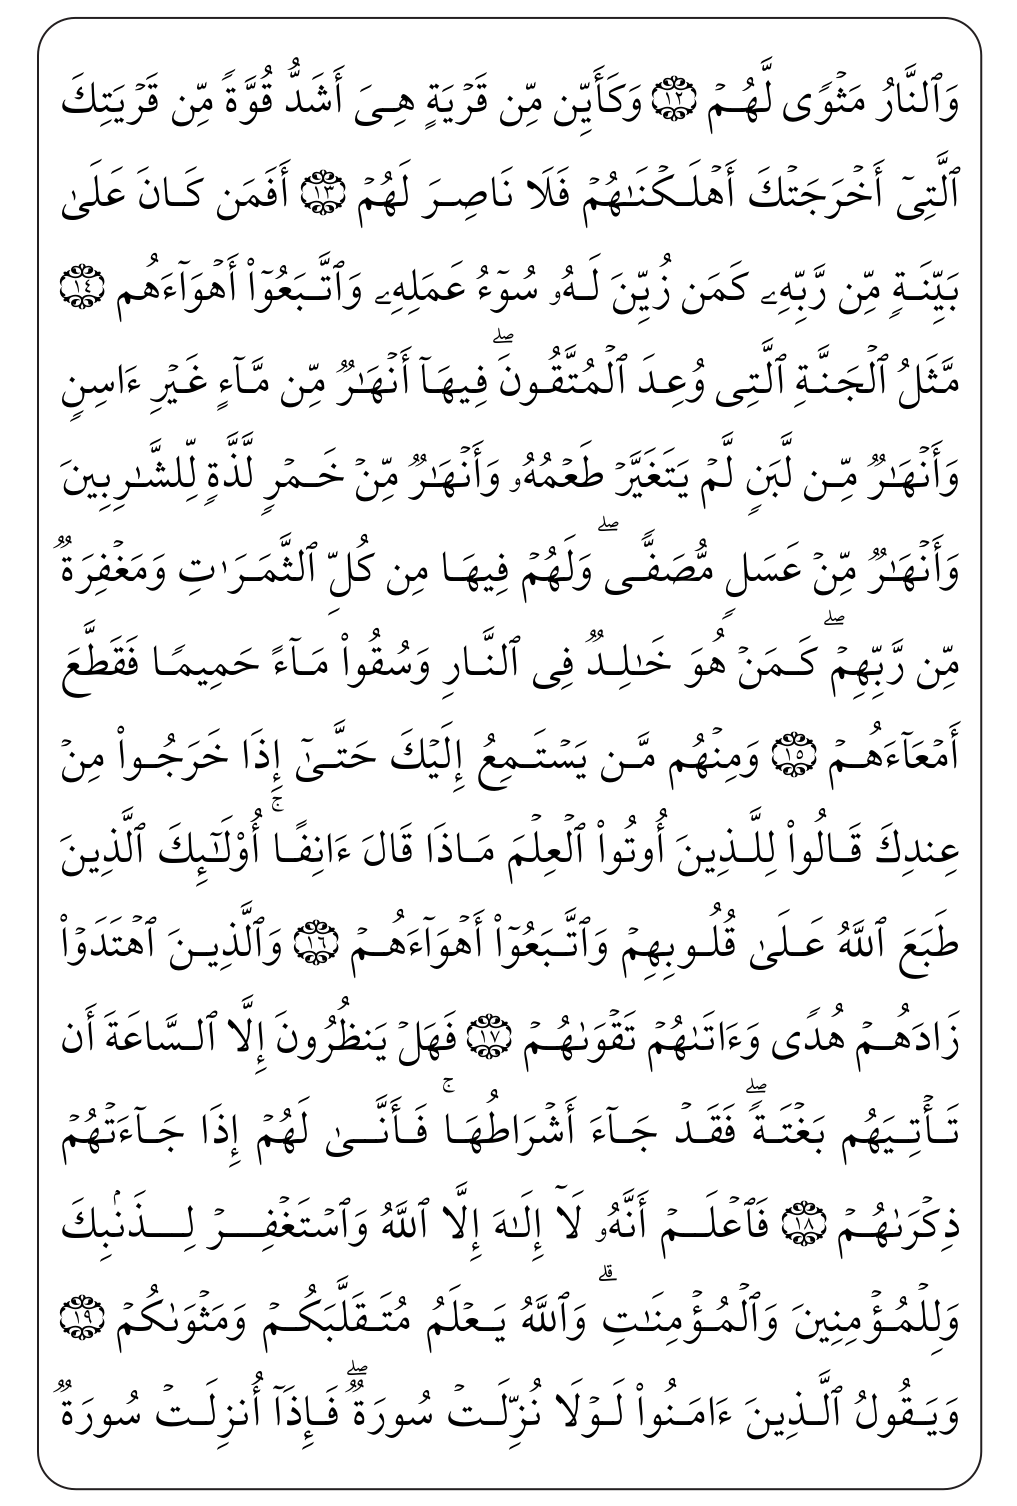 وَٱلنَّارُ مَثْوًى لَّهُمْ ۝١٢ وَكَأَيِّن مِّن قَرْيَةٍ هِىَ أَشَدُّ قُوَّةً مِّن قَرْيَتِكَ
ٱلَّتِىٓ أَخْرَجَتْكَ أَهْلَكْنَـٰهُمْ فَلَا نَاصِرَ لَهُمْ ۝١٣ أَفَمَن كَانَ عَلَىٰ
بَيِّنَةٍ مِّن رَّبِّهِۦ كَمَن زُيِّنَ لَهُۥ سُوٓءُ عَمَلِهِۦ وَٱتَّبَعُوٓا۟ أَهْوَآءَهُم ۝١٤
مَّثَلُ ٱلْجَنَّةِ ٱلَّتِى وُعِدَ ٱلْمُتَّقُونَ ۖ فِيهَآ أَنْهَـٰرٌ مِّن مَّآءٍ غَيْرِ ءَاسِنٍ
وَأَنْهَـٰرٌ مِّن لَّبَنٍ لَّمْ يَتَغَيَّرْ طَعْمُهُۥ وَأَنْهَـٰرٌ مِّنْ خَمْرٍ لَّذَّةٍ لِّلشَّـٰرِبِينَ
وَأَنْهَـٰرٌ مِّنْ عَسَلٍ مُّصَفًّى ۖ وَلَهُمْ فِيهَا مِن كُلِّ ٱلثَّمَرَٰتِ وَمَغْفِرَةٌ
مِّن رَّبِّهِمْ ۖ كَمَنْ هُوَ خَـٰلِدٌ فِى ٱلنَّارِ وَسُقُوا۟ مَآءً حَمِيمًا فَقَطَّعَ
أَمْعَآءَهُمْ ۝١٥ وَمِنْهُم مَّن يَسْتَمِعُ إِلَيْكَ حَتَّىٰٓ إِذَا خَرَجُوا۟ مِنْ
عِندِكَ قَالُوا۟ لِلَّذِينَ أُوتُوا۟ ٱلْعِلْمَ مَاذَا قَالَ ءَانِفًا ۚ أُو۟لَـٰٓئِكَ ٱلَّذِينَ
طَبَعَ ٱللَّهُ عَلَىٰ قُلُوبِهِمْ وَٱتَّبَعُوٓا۟ أَهْوَآءَهُمْ ۝١٦ وَٱلَّذِينَ ٱهْتَدَوْا۟
زَادَهُمْ هُدًى وَءَاتَىٰهُمْ تَقْوَىٰهُمْ ۝١٧ فَهَلْ يَنظُرُونَ إِلَّا ٱلسَّاعَةَ أَن
تَأْتِيَهُم بَغْتَةً ۖ فَقَدْ جَآءَ أَشْرَاطُهَا ۚ فَأَنَّىٰ لَهُمْ إِذَا جَآءَتْهُمْ
ذِكْرَىٰهُمْ ۝١٨ فَٱعْلَمْ أَنَّهُۥ لَآ إِلَـٰهَ إِلَّا ٱللَّهُ وَٱسْتَغْفِرْ لِذَنۢبِكَ
وَلِلْمُؤْمِنِينَ وَٱلْمُؤْمِنَـٰتِ ۗ وَٱللَّهُ يَعْلَمُ مُتَقَلَّبَكُمْ وَمَثْوَىٰكُمْ ۝١٩
وَيَقُولُ ٱلَّذِينَ ءَامَنُوا۟ لَوْلَا نُزِّلَتْ سُورَةٌ ۖ فَإِذَآ أُنزِلَتْ سُورَةٌ